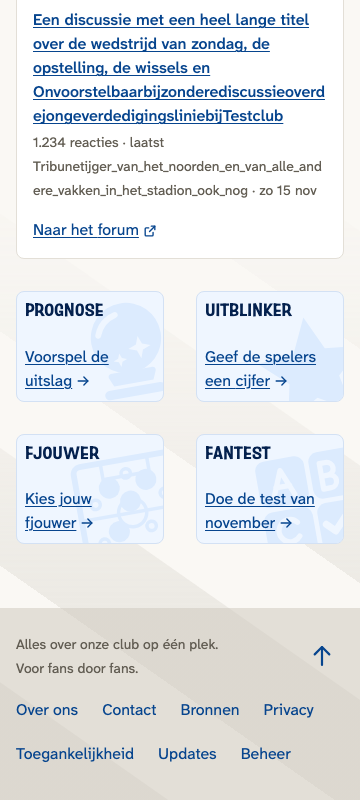 Een discussie met een heel lange titel
over de wedstrijd van zondag, de
opstelling, de wissels en
Onvoorstelbaarbijzonderediscussieoverd
ejongeverdedigingsliniebijTestclub
1.234 reacties · laatst
Tribunetijger_van_het_noorden_en_van_alle_and
ere_vakken_in_het_stadion_ook_nog · zo 15 nov
Naar het forum
PROGNOSE
Voorspel de
uitslag →
UITBLINKER
Geef de spelers
een cijfer →
FJOUWER
Kies jouw
fjouwer →
FANTEST
A B
C
Doe de test van
november →
Alles over onze club op één plek.
Voor fans door fans.
Over ons Contact Bronnen Privacy
Toegankelijkheid Updates Beheer